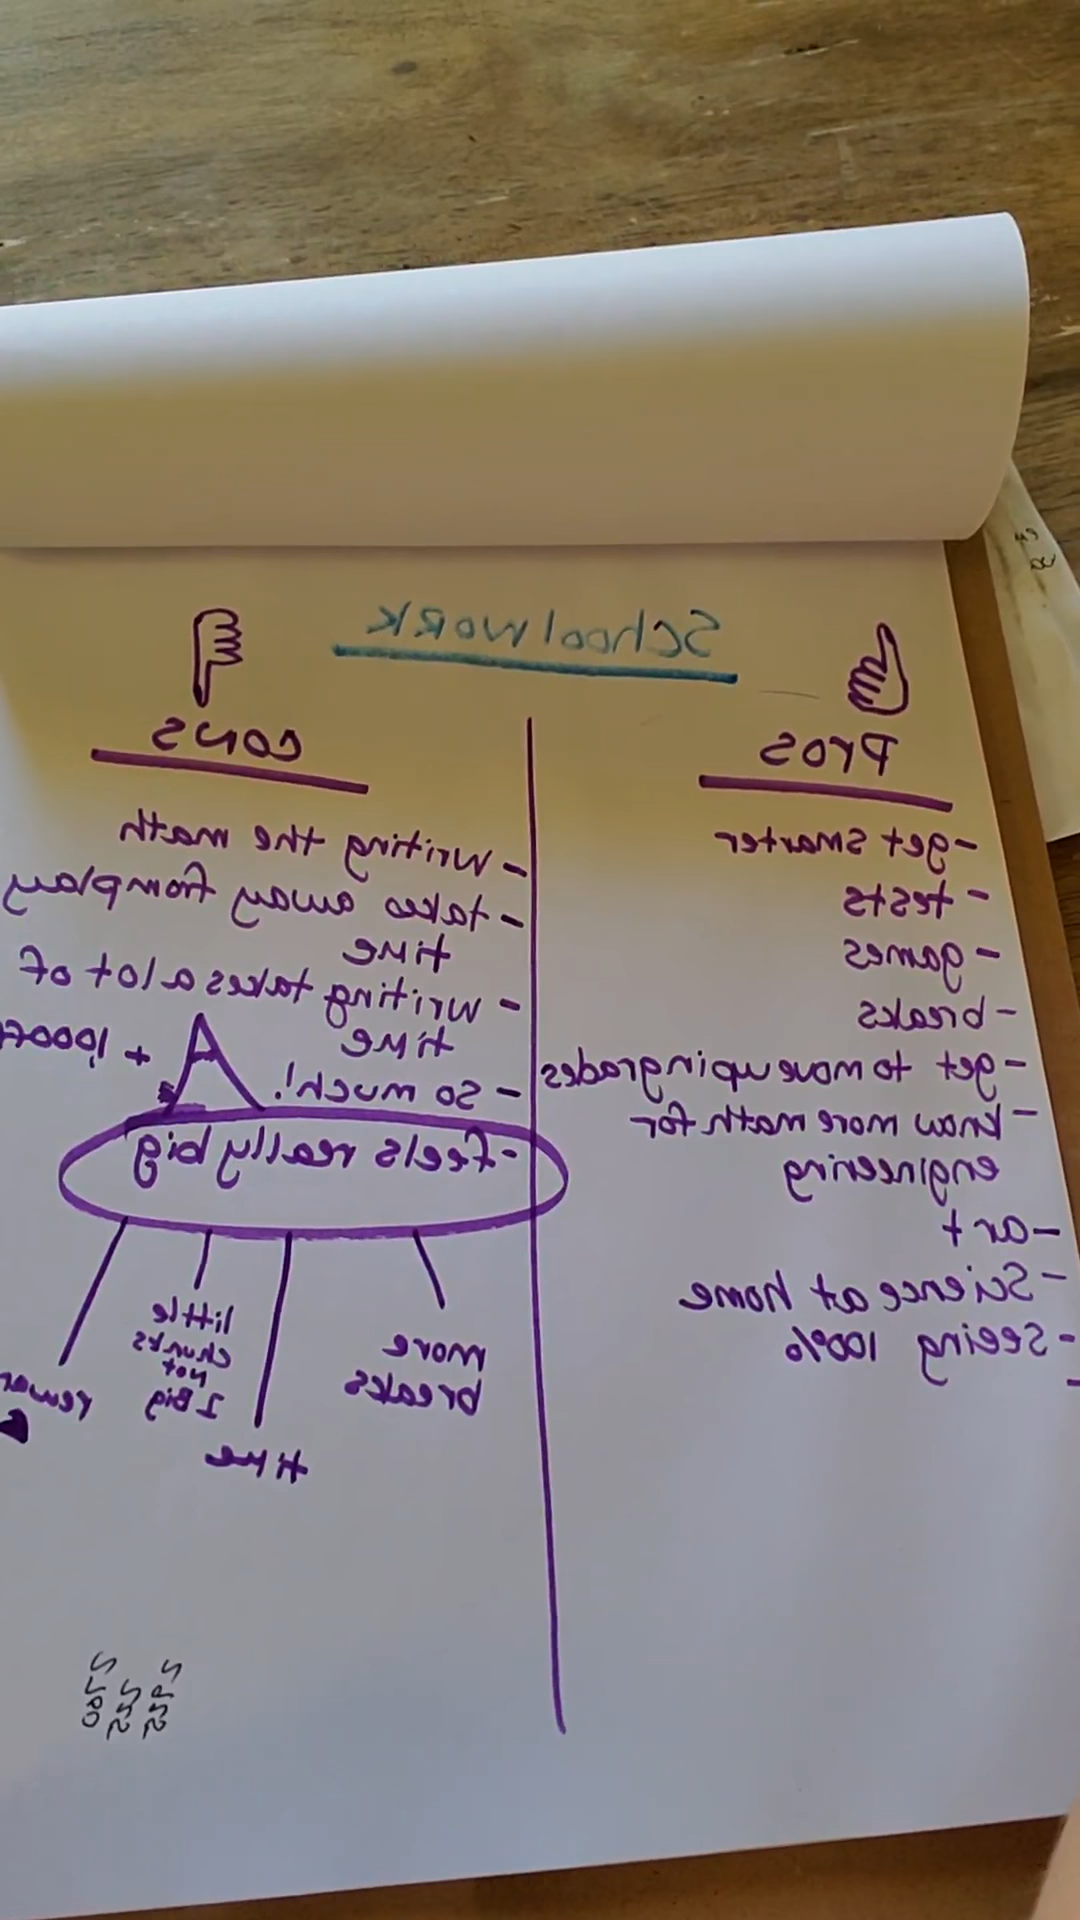 Schoolwork
Pros
- get smarter
- tests
- games
- breaks
- get to move up in grades
- know more math for
engineering
- art
- Science at home
- Seeing 100%
cons
- writing the math
- takes away from play
time
- writing takes a lot of
time
- so much!
A + 1,000
- feels really big
more
breaks
time
little
chunks
not
1 Big